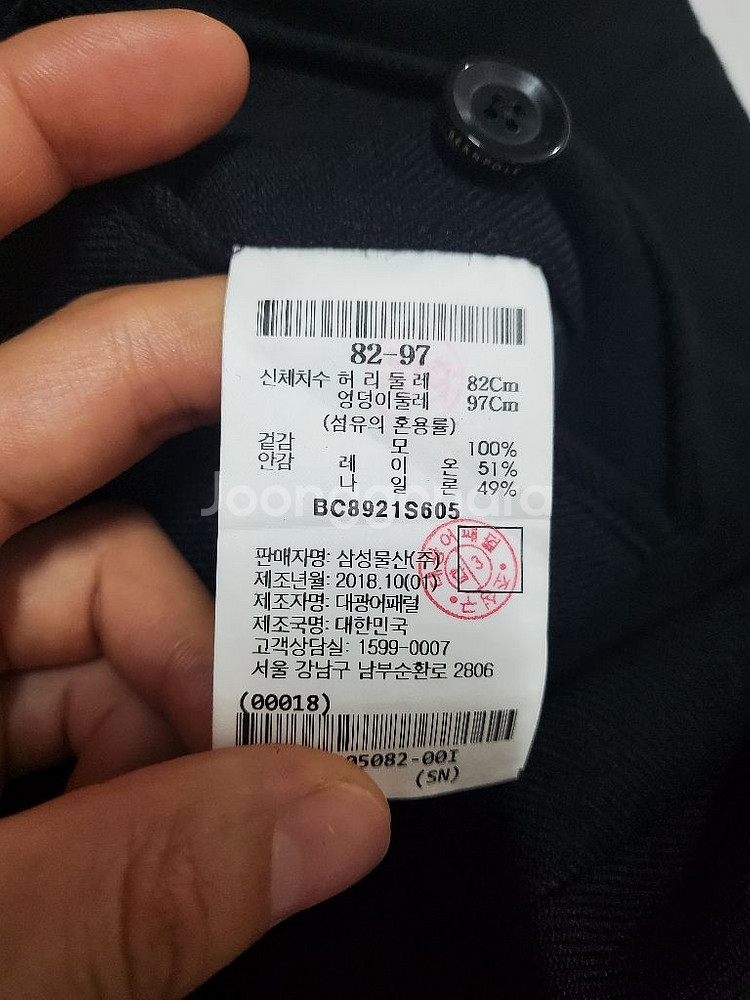 BEANPOLE
82-97
신체치수 허 리 둘 레 82Cm
엉덩이둘레 97Cm
(섬유의 혼용률)
겉감 모 100%
안감 레 이 온 51%
나 일 론 49%
Joonggonara
BC8921S605
판매자명: 삼성물산(주)
제조년월: 2018.10(01)
제조자명: 대광어패럴
제조국명: 대한민국
고객상담실: 1599-0007
서울 강남구 남부순환로 2806
(00018)
05082-00I
(SN)